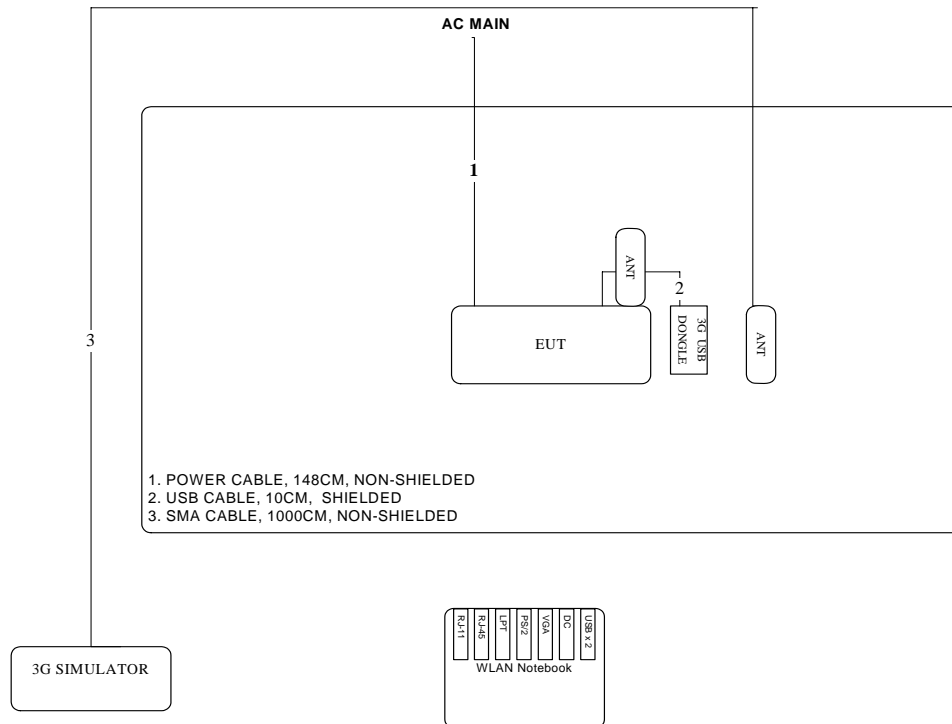 AC MAIN
1
ANT
2
3G USB
DONGLE
ANT
EUT
3
1. POWER CABLE, 148CM, NON-SHIELDED
2. USB CABLE, 10CM, SHIELDED
3. SMA CABLE, 1000CM, NON-SHIELDED
RJ-11
RJ-45
LPT
PS/2
VGA
DC
USB x 2
WLAN Notebook
3G SIMULATOR